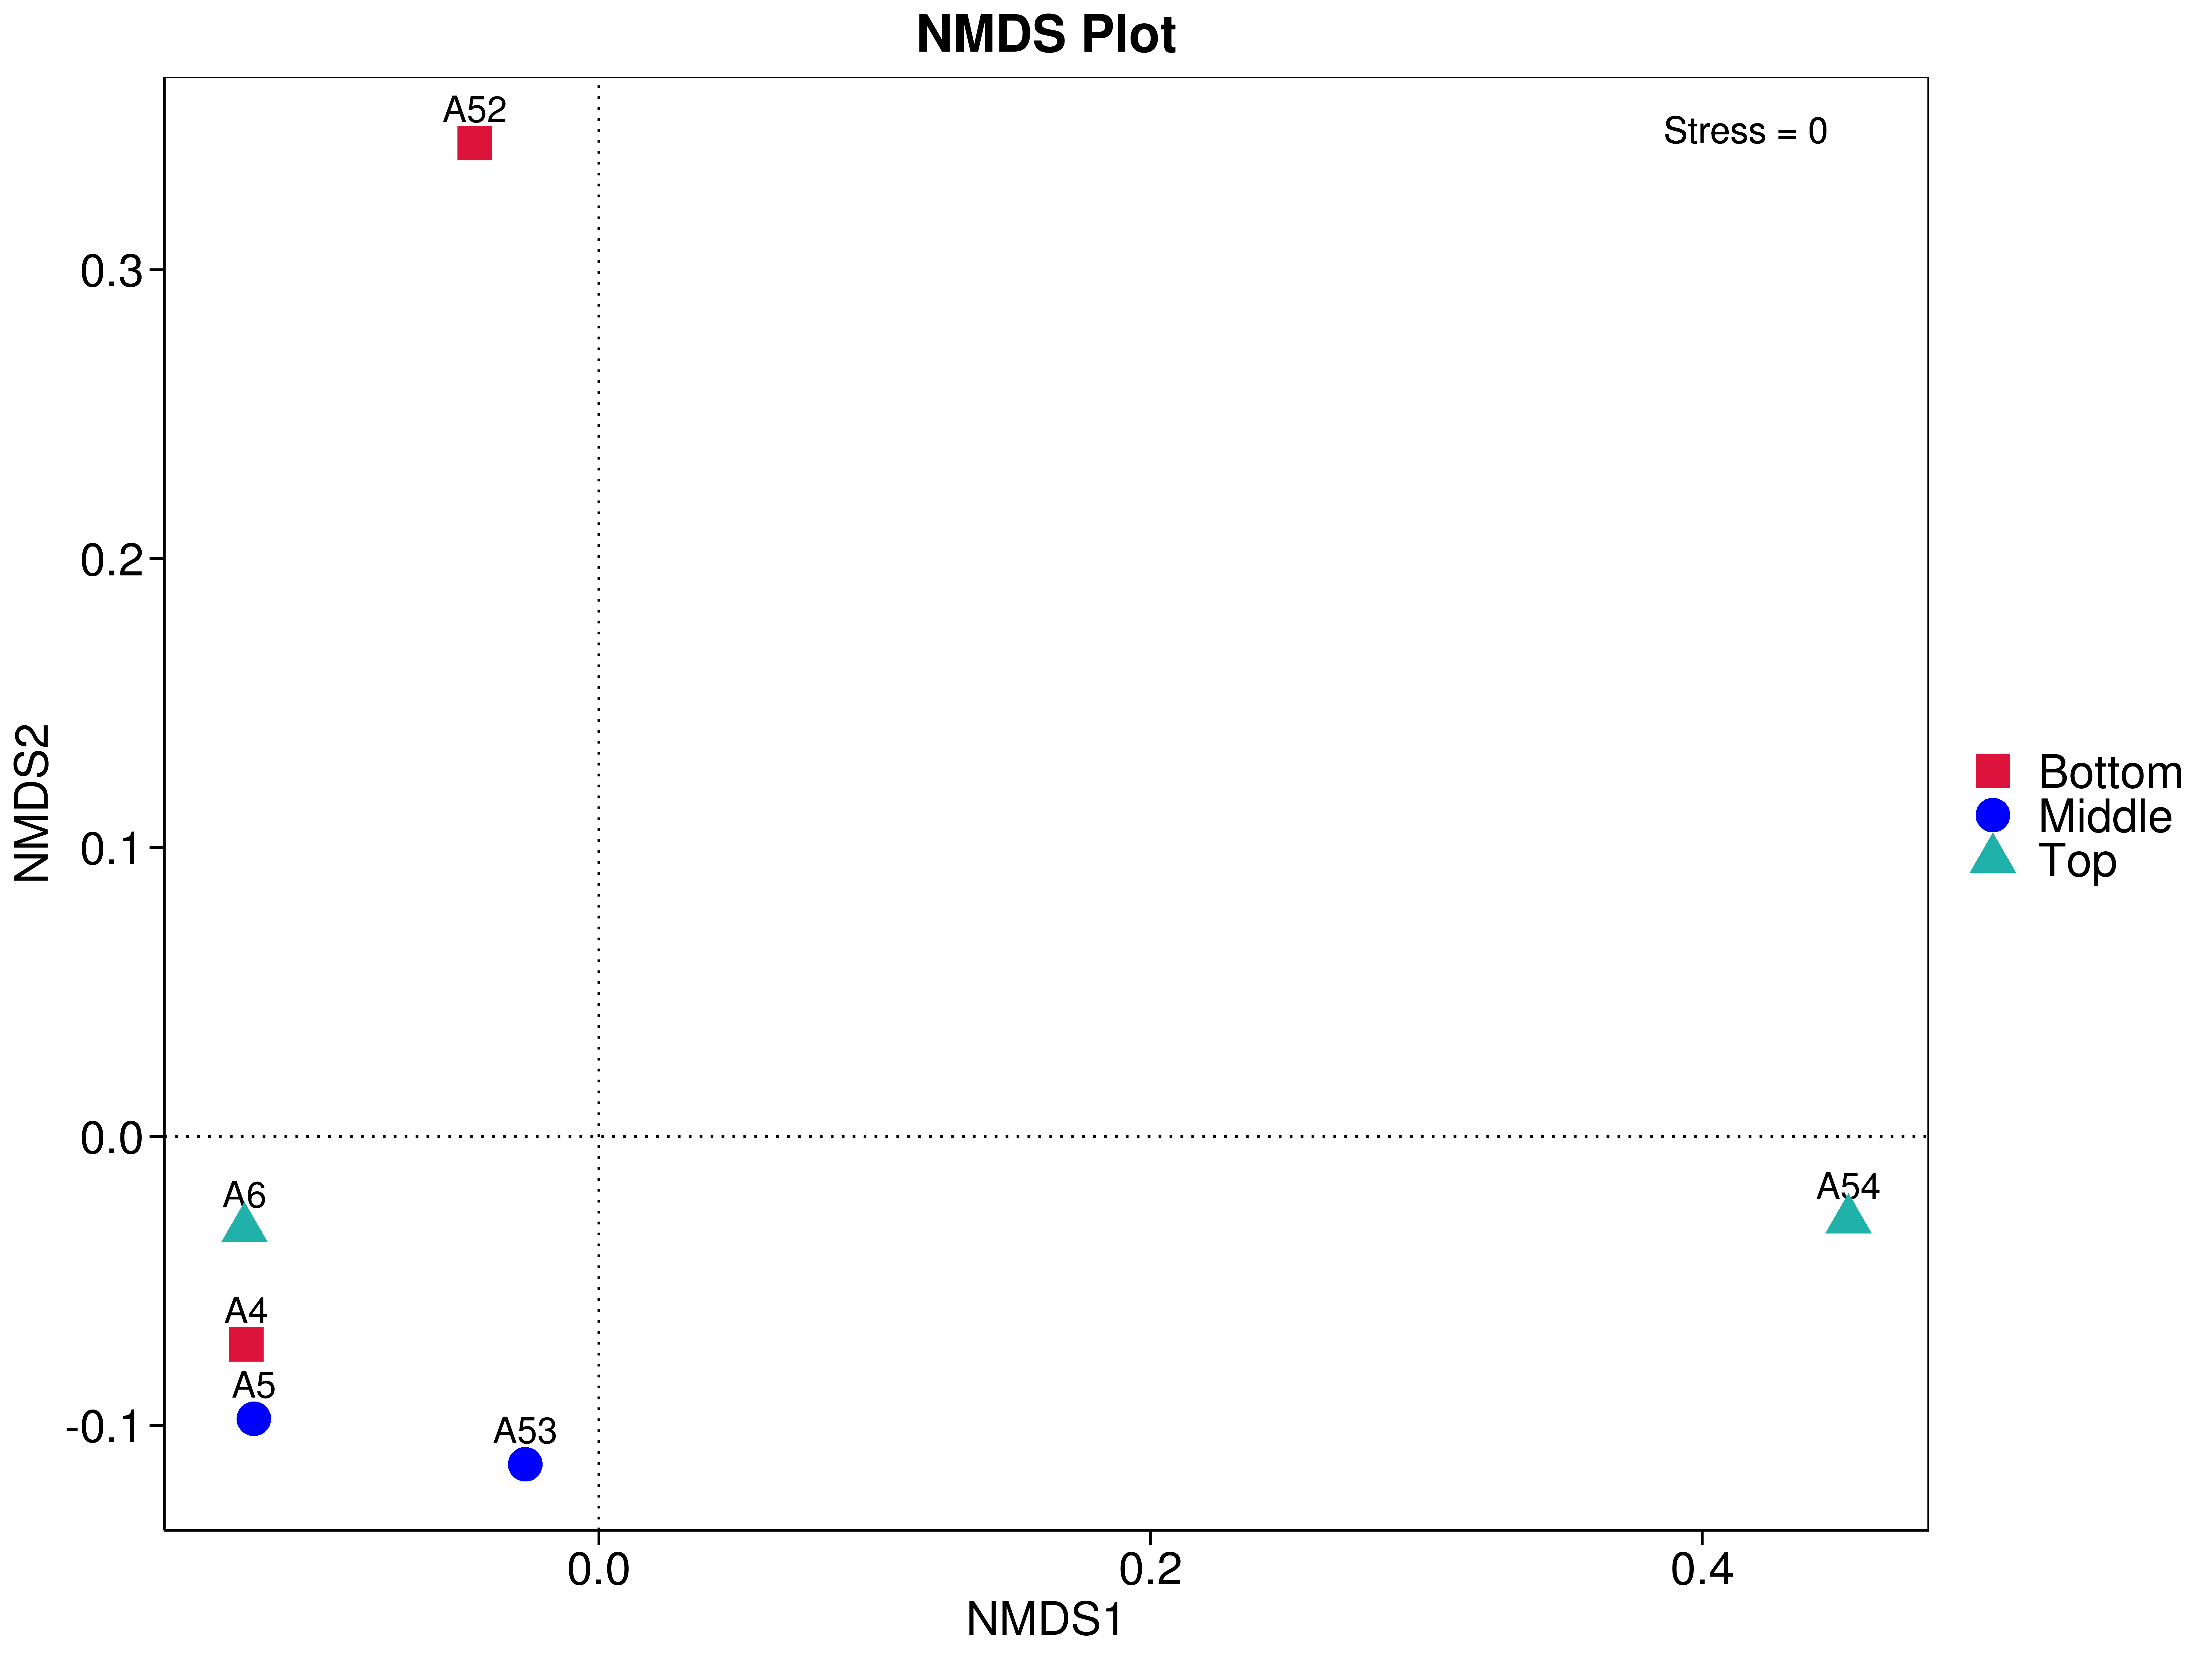 NMDS Plot
A52
Stress = 0
0.3
0.2
0.1
0.0
-0.1
NMDS2
A6
A54
A4
A5
A53
0.0
0.2
0.4
NMDS1
Bottom
Middle
Top